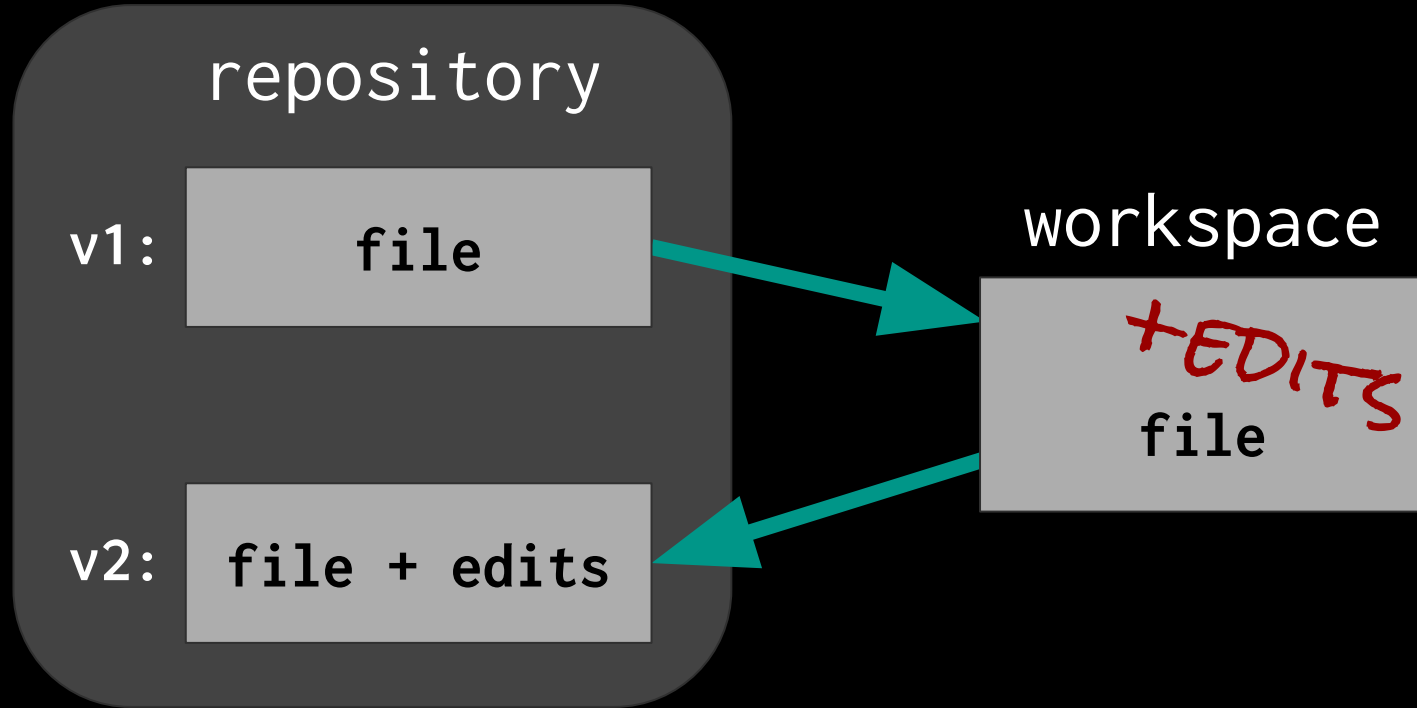 repository
v1: file
workspace
+EDITS
file
v2: file + edits